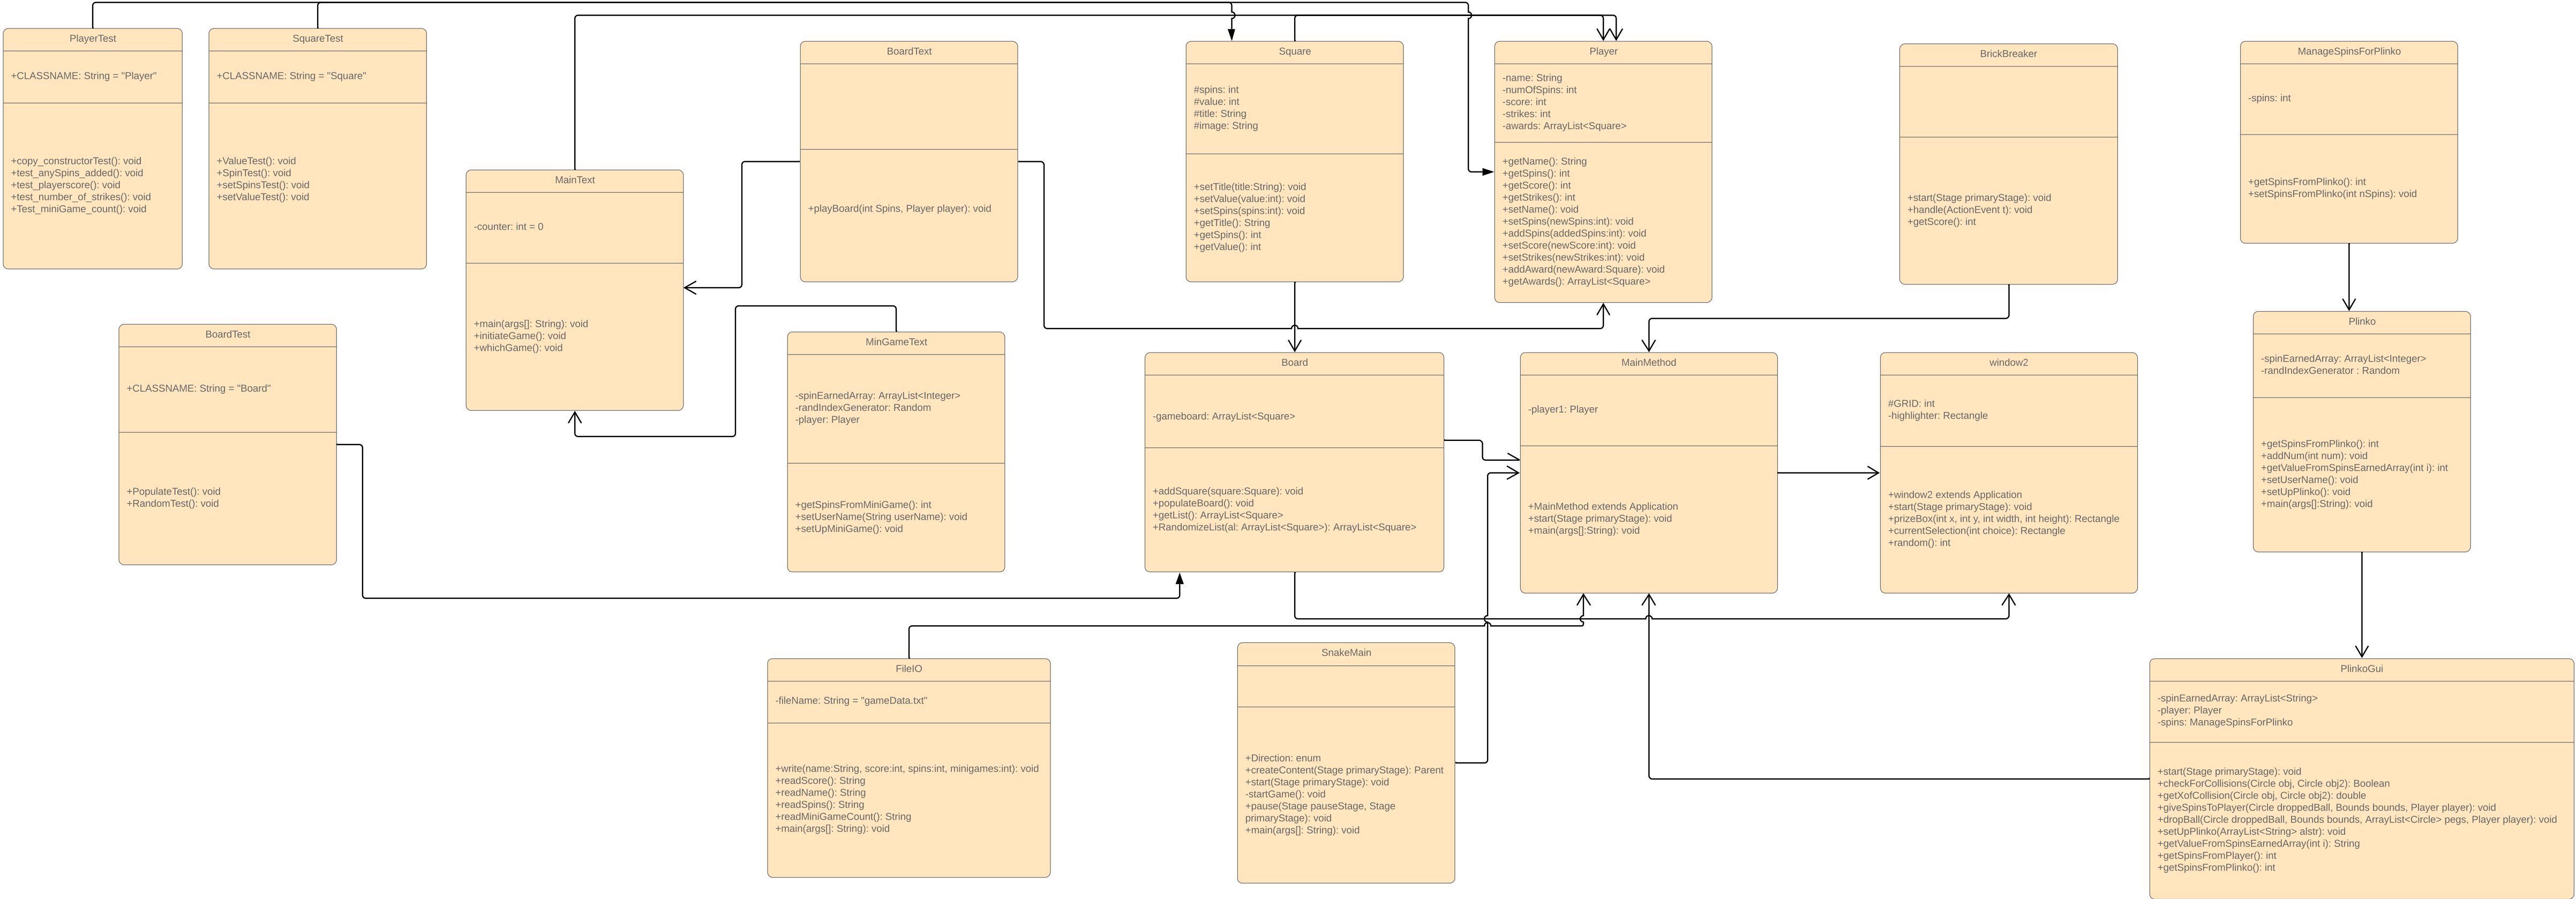 PlayerTest
+CLASSNAME: String = "Player"
+copy_constructorTest(): void
+test_anySpins_added(): void
+test_playerscore(): void
+test_number_of_strikes(): void
+Test_miniGame_count(): void
SquareTest
+CLASSNAME: String = "Square"
+ValueTest(): void
+SpinTest(): void
+setSpinsTest(): void
+setValueTest(): void
MainText
-counter: int = 0
+main(args[]: String): void
+initiateGame(): void
+whichGame(): void
BoardText
+playBoard(int Spins, Player player): void
Square
#spins: int
#value: int
#title: String
#image: String
+setTitle(title:String): void
+setValue(value:int): void
+setSpins(spins:int): void
+getTitle(): String
+getSpins(): int
+getValue(): int
Player
-name: String
-numOfSpins: int
-score: int
-strikes: int
-awards: ArrayList<Square>
+getName(): String
+getSpins(): int
+getScore(): int
+getStrikes(): int
+setName(): void
+setSpins(newSpins:int): void
+addSpins(addedSpins:int): void
+setScore(newScore:int): void
+setStrikes(newStrikes:int): void
+addAward(newAward:Square): void
+getAwards(): ArrayList<Square>
BrickBreaker
+start(Stage primaryStage): void
+handle(ActionEvent t): void
+getScore(): int
ManageSpinsForPlinko
-spins: int
+getSpinsFromPlinko(): int
+setSpinsFromPlinko(int nSpins): void
BoardTest
+CLASSNAME: String = "Board"
+PopulateTest(): void
+RandomTest(): void
MinGameText
-spinEarnedArray: ArrayList<Integer>
-randIndexGenerator: Random
-player: Player
+getSpinsFromMiniGame(): int
+setUserName(String userName): void
+setUpMiniGame(): void
Board
-gameboard: ArrayList<Square>
+addSquare(square:Square): void
+populateBoard(): void
+getList(): ArrayList<Square>
+RandomizeList(al: ArrayList<Square>): ArrayList<Square>
MainMethod
-player1: Player
+MainMethod extends Application
+start(Stage primaryStage): void
+main(args[]:String): void
window2
#GRID: int
-highlighter: Rectangle
+window2 extends Application
+start(Stage primaryStage): void
+prizeBox(int x, int y, int width, int height): Rectangle
+currentSelection(int choice): Rectangle
+random(): int
Plinko
-spinEarnedArray: ArrayList<Integer>
-randIndexGenerator : Random
+getSpinsFromPlinko(): int
+addNum(int num): void
+getValueFromSpinsEarnedArray(int i): int
+setUserName(): void
+setUpPlinko(): void
+main(args[]:String): void
FileIO
-fileName: String = "gameData.txt"
+write(name:String, score:int, spins:int, minigames:int): void
+readScore(): String
+readName(): String
+readSpins(): String
+readMiniGameCount(): String
+main(args[]: String): void
SnakeMain
+Direction: enum
+createContent(Stage primaryStage): Parent
+start(Stage primaryStage): void
-startGame(): void
+pause(Stage pauseStage, Stage
primaryStage): void
+main(args[]: String): void
PlinkoGui
-spinEarnedArray: ArrayList<String>
-player: Player
-spins: ManageSpinsForPlinko
+start(Stage primaryStage): void
+checkForCollisions(Circle obj, Circle obj2): Boolean
+getXofCollision(Circle obj, Circle obj2): double
+giveSpinsToPlayer(Circle droppedBall, Bounds bounds, Player player): void
+dropBall(Circle droppedBall, Bounds bounds, ArrayList<Circle> pegs, Player player): void
+setUpPlinko(ArrayList<String> alstr): void
+getValueFromSpinsEarnedArray(int i): String
+getSpinsFromPlayer(): int
+getSpinsFromPlinko(): int